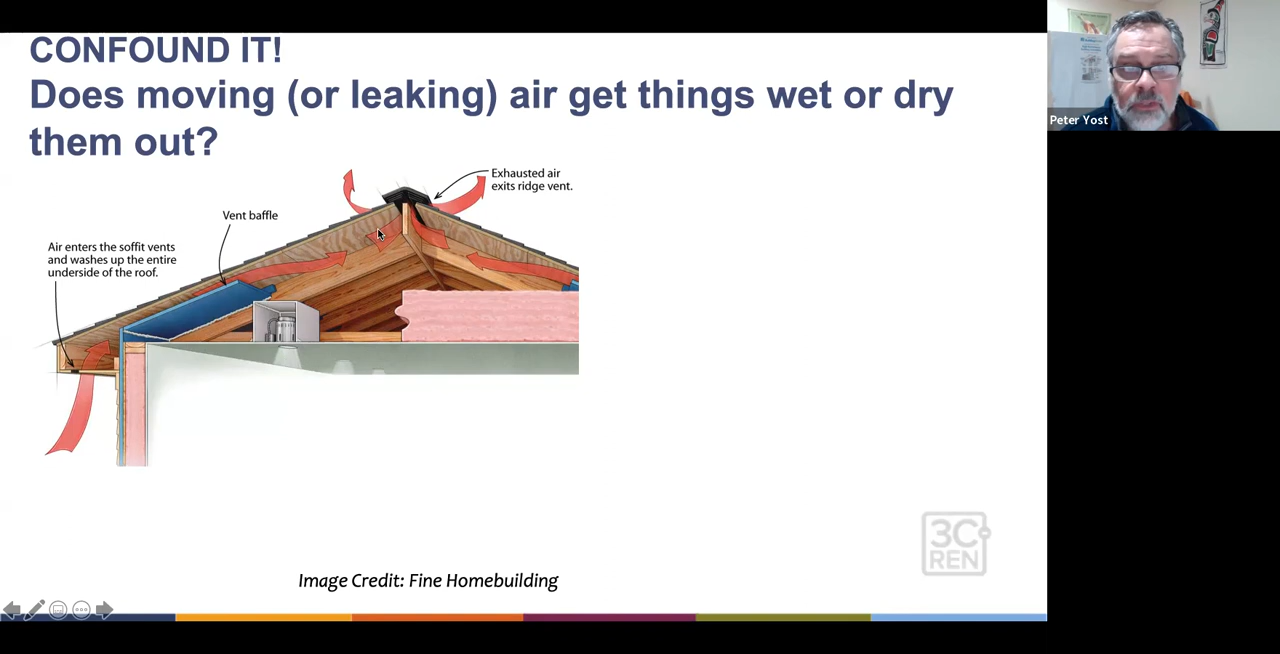 CONFOUND IT!
Does moving (or leaking) air get things wet or dry
them out?
Peter Yost
Exhausted air
exits ridge vent.
Vent baffle
Air enters the soffit vents
and washes up the entire
underside of the roof.
3C
REN
Image Credit: Fine Homebuilding